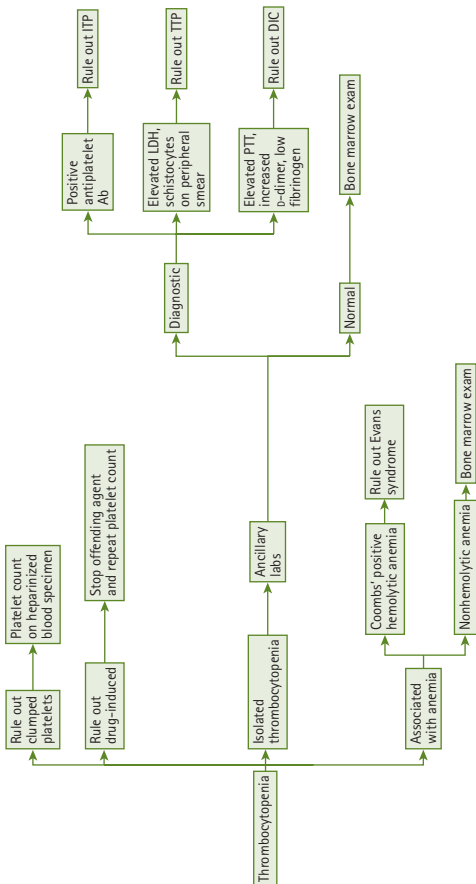 Thrombocytopenia
Rule out
clumped
platelets
Platelet count
on heparinized
blood specimen
Rule out
drug-induced
Stop offending agent
and repeat platelet count
Isolated
thrombocytopenia
Ancillary
labs
Diagnostic
Positive
antiplatelet
Ab
Rule out ITP
Elevated LDH,
schistocytes
on peripheral
smear
Rule out TTP
Elevated PTT,
increased
D-dimer, low
fibrinogen
Rule out DIC
Normal
Bone marrow exam
Associated
with anemia
Coombs' positive
hemolytic anemia
Rule out Evans
syndrome
Nonhemolytic anemia
Bone marrow exam